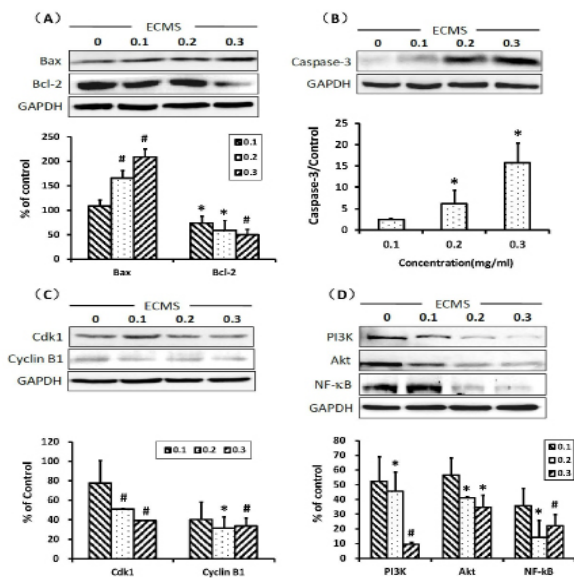 (A)
ECMS
0 0.1 0.2 0.3
Bax
Bcl-2
GAPDH
% of control
250
200
150
100
50
0
#
#
*
*
#
0.1
0.2
0.3
Bax Bcl-2
(B)
ECMS
0 0.1 0.2 0.3
Caspase-3
GAPDH
Caspase-3/Control
25
20
15
10
5
0
*
*
0.1 0.2 0.3
Concentration(mg/ml)
(C)
ECMS
0 0.1 0.2 0.3
Cdk1
Cyclin B1
GAPDH
% of Control
120
100
80
60
40
20
0
#
#
*
#
0.1 0.2 0.3
Cdk1 Cyclin B1
(D)
ECMS
0 0.1 0.2 0.3
PI3K
Akt
NF-κB
GAPDH
% of Control
80
70
60
50
40
30
20
10
0
*
#
*
*
*
#
0.1
0.2
0.3
PI3K Akt NF-kB